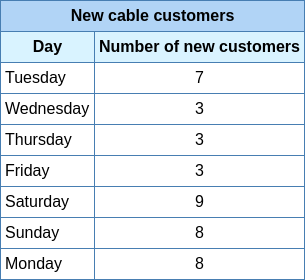 New cable customers
Day Number of new customers
Tuesday 7
Wednesday 3
Thursday 3
Friday 3
Saturday 9
Sunday 8
Monday 8